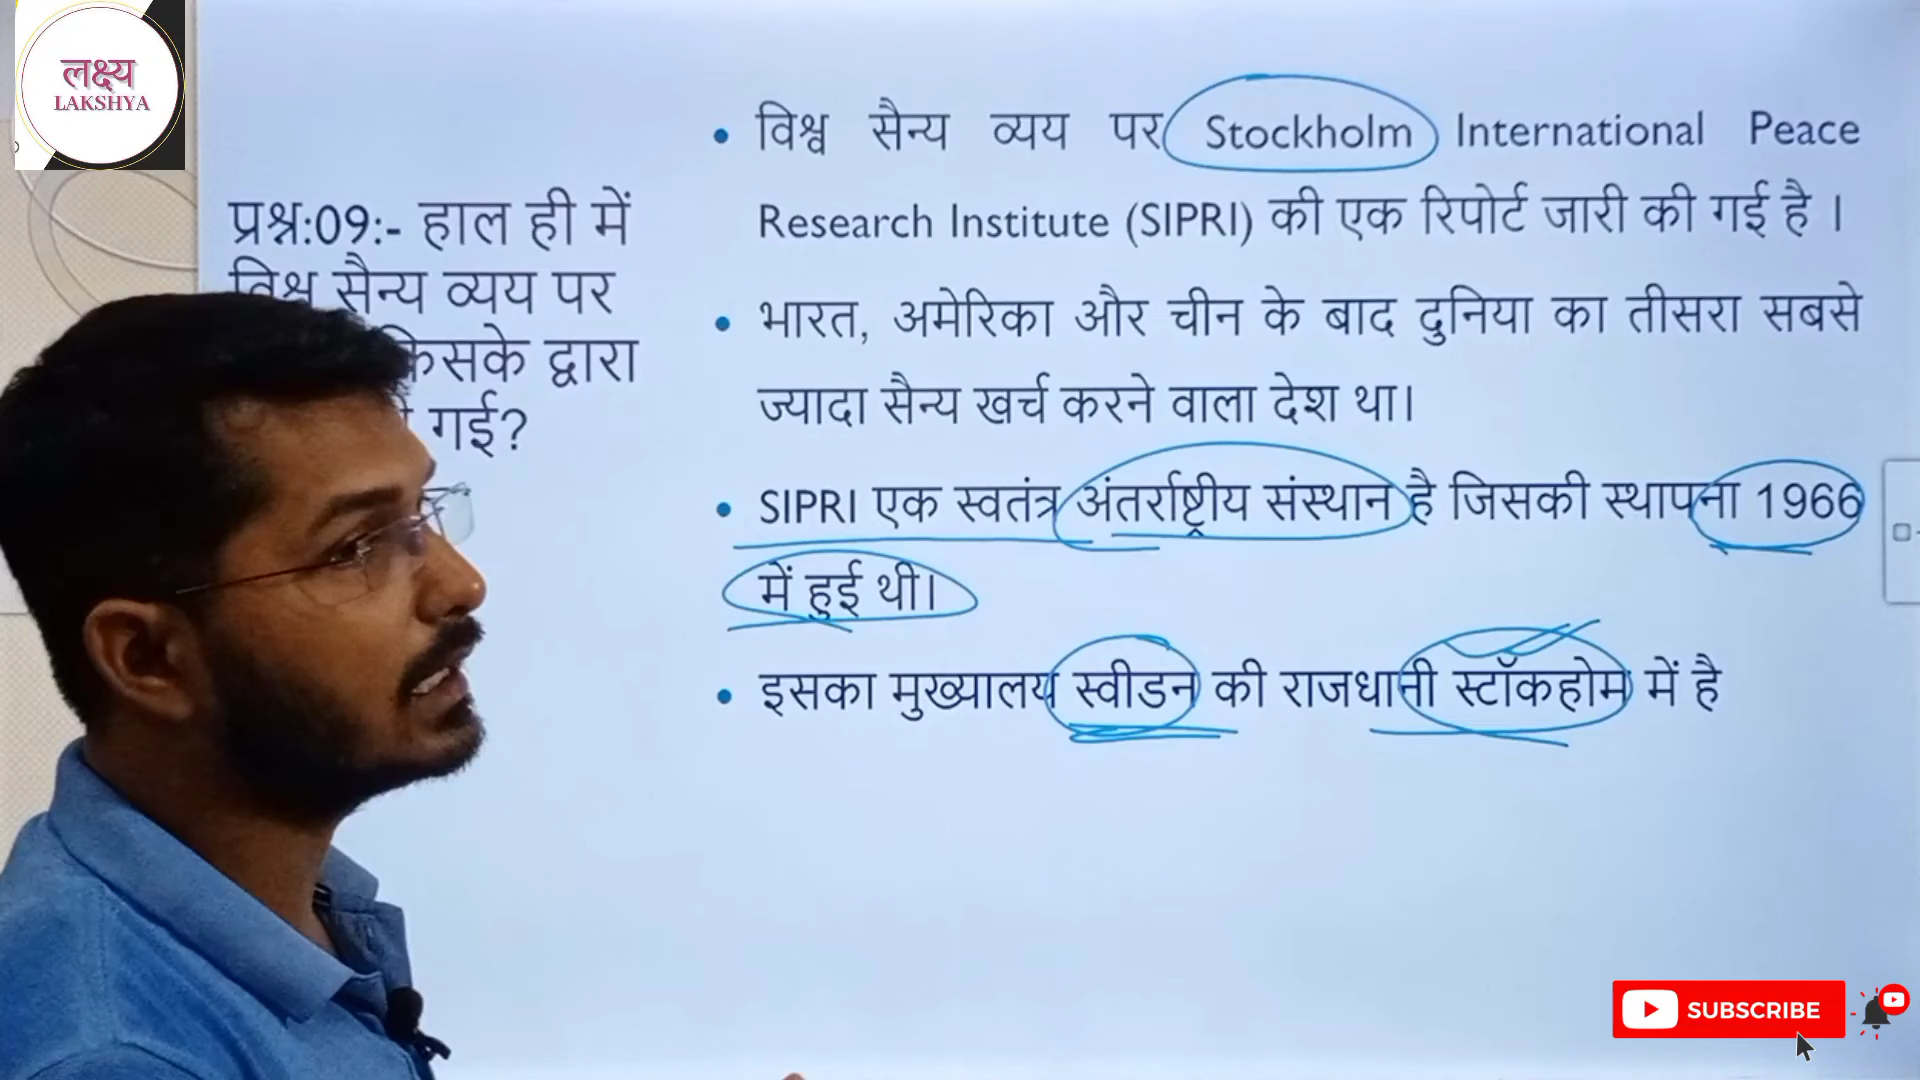 लक्ष्य
LAKSHYA
प्रश्न:09:- हाल ही में
विश्व सैन्य व्यय पर
किसके द्वारा
गई?
• विश्व सैन्य व्यय पर Stockholm International Peace
Research Institute (SIPRI) की एक रिपोर्ट जारी की गई है ।
• भारत, अमेरिका और चीन के बाद दुनिया का तीसरा सबसे
ज्यादा सैन्य खर्च करने वाला देश था।
• SIPRI एक स्वतंत्र अंतर्राष्ट्रीय संस्थान है जिसकी स्थापना 1966
में हुई थी।
• इसका मुख्यालय स्वीडन की राजधानी स्टॉकहोम में है
SUBSCRIBE